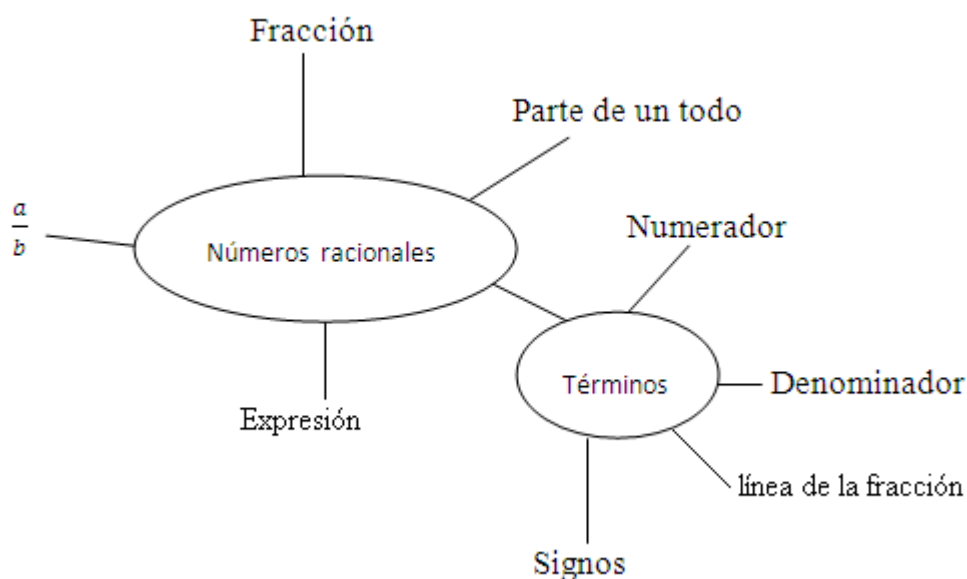 Fracción
Parte de un todo
a
b
Números racionales
Numerador
Términos
Denominador
Expresión
línea de la fracción
Signos